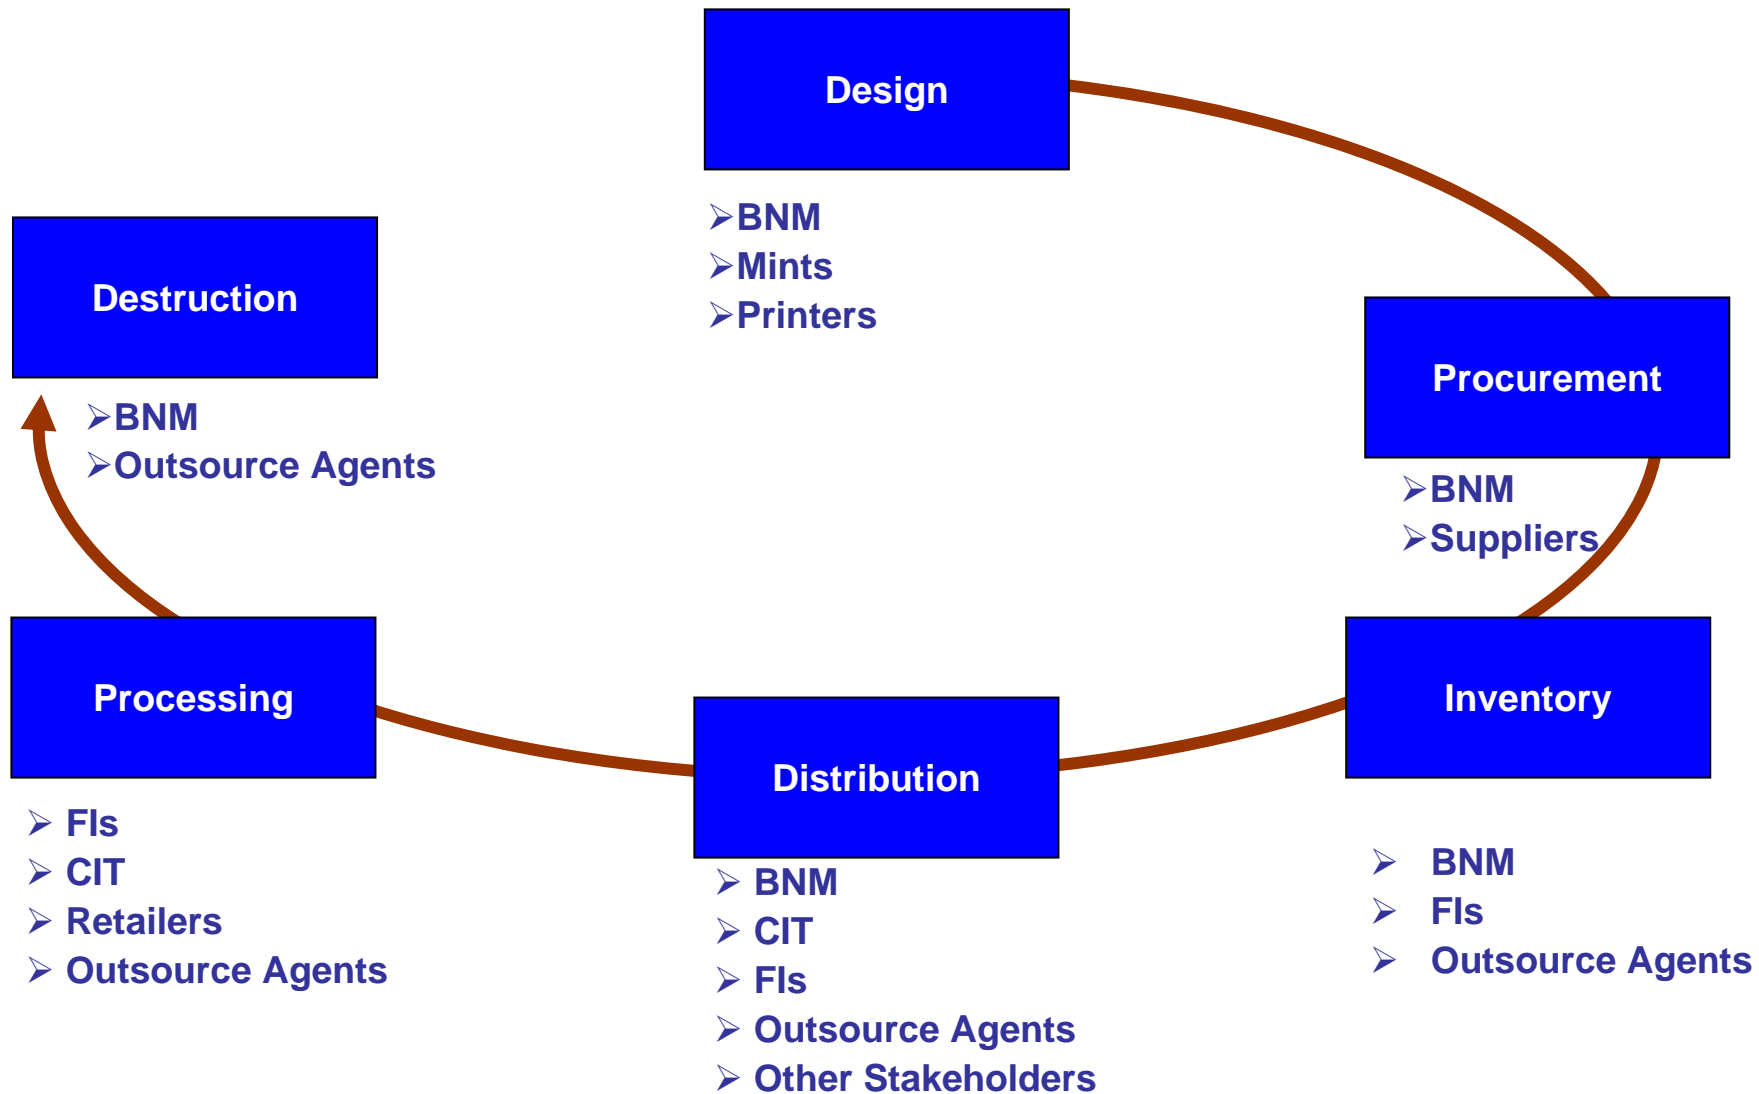 Design
➢BNM
➢Mints
➢Printers
Procurement
➢BNM
➢Suppliers
Inventory
➢ BNM
➢ FIs
➢ Outsource Agents
Distribution
➢ BNM
➢ CIT
➢ FIs
➢ Outsource Agents
➢ Other Stakeholders
Processing
➢ FIs
➢ CIT
➢ Retailers
➢ Outsource Agents
Destruction
➢BNM
➢Outsource Agents